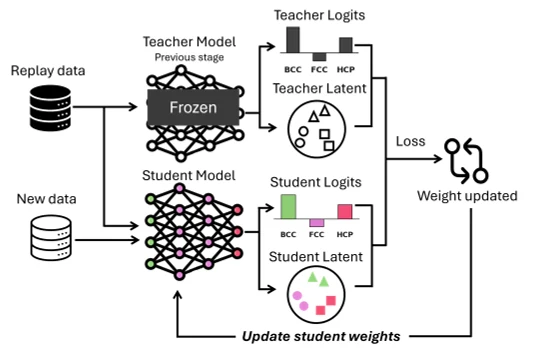 Teacher Logits
Teacher Model
Previous stage
BCC FCC HCP
Replay data
Teacher Latent
Frozen
Loss
Student Model
Student Logits
New data
Weight updated
BCC FCC HCP
Student Latent
Update student weights